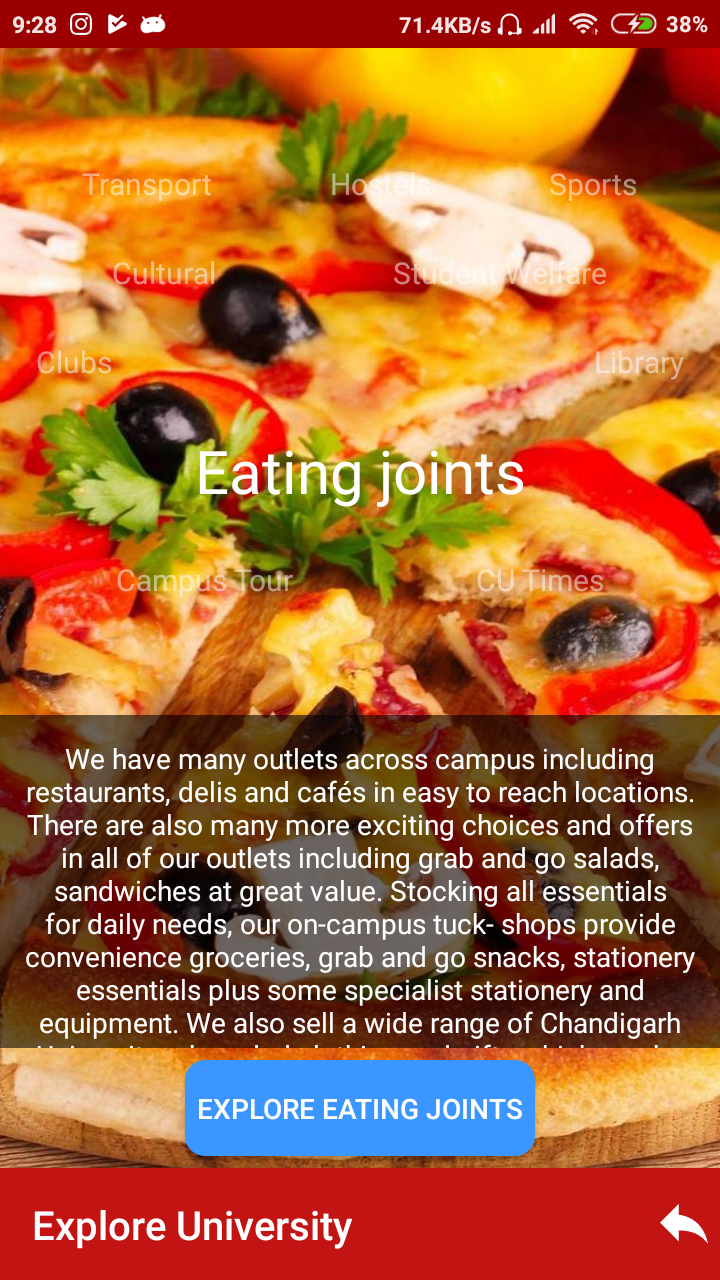 9:28 71.4KB/s 38%
Transport Hostels Sports
Cultural Student Welfare
Clubs Library
Eating joints
Campus Tour CU Times
We have many outlets across campus including
restaurants, delis and cafés in easy to reach locations.
There are also many more exciting choices and offers
in all of our outlets including grab and go salads,
sandwiches at great value. Stocking all essentials
for daily needs, our on-campus tuck- shops provide
convenience groceries, grab and go snacks, stationery
essentials plus some specialist stationery and
equipment. We also sell a wide range of Chandigarh
EXPLORE EATING JOINTS
Explore University